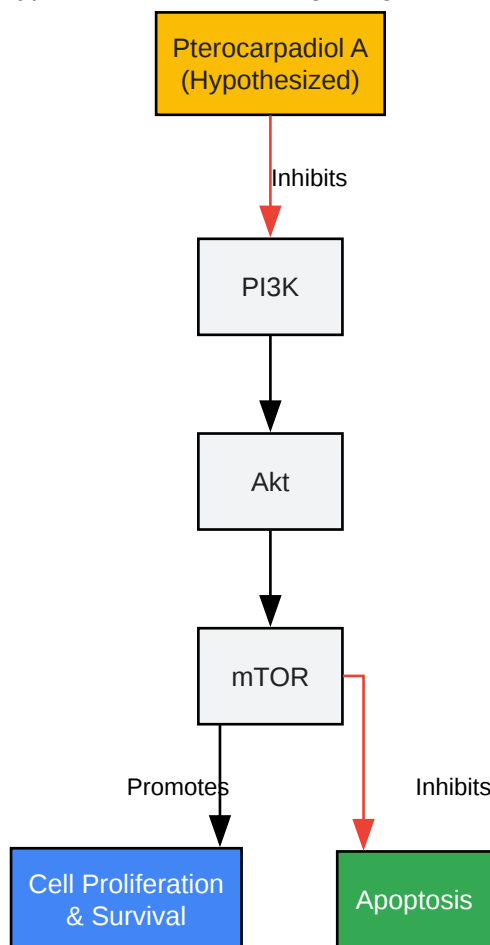 Pterocarpadiol A
(Hypothesized)
Inhibits
PI3K
Akt
mTOR
Promotes
Inhibits
Cell Proliferation
& Survival
Apoptosis